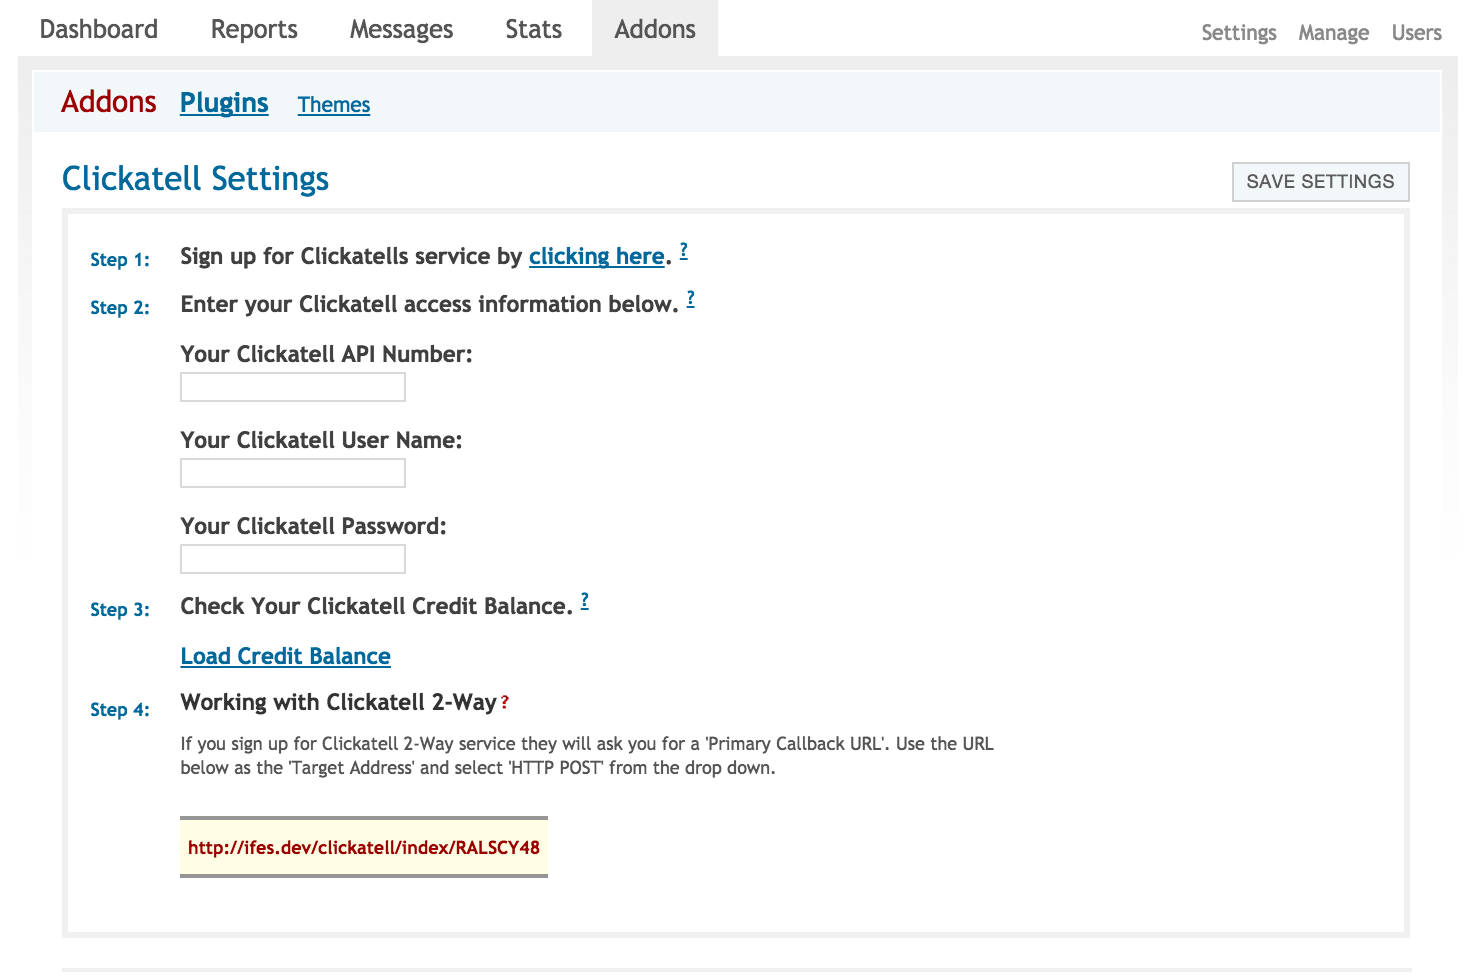 Dashboard Reports Messages Stats Addons Settings Manage Users
Addons Plugins Themes
Clickatell Settings SAVE SETTINGS
Step 1: Sign up for Clickatells service by clicking here. ?
Step 2: Enter your Clickatell access information below. ?
Your Clickatell API Number:
Your Clickatell User Name:
Your Clickatell Password:
Step 3: Check Your Clickatell Credit Balance. ?
Load Credit Balance
Step 4: Working with Clickatell 2-Way ?
If you sign up for Clickatell 2-Way service they will ask you for a 'Primary Callback URL'. Use the URL
below as the 'Target Address' and select 'HTTP POST' from the drop down.
http://ifes.dev/clickatell/index/RALSCY48